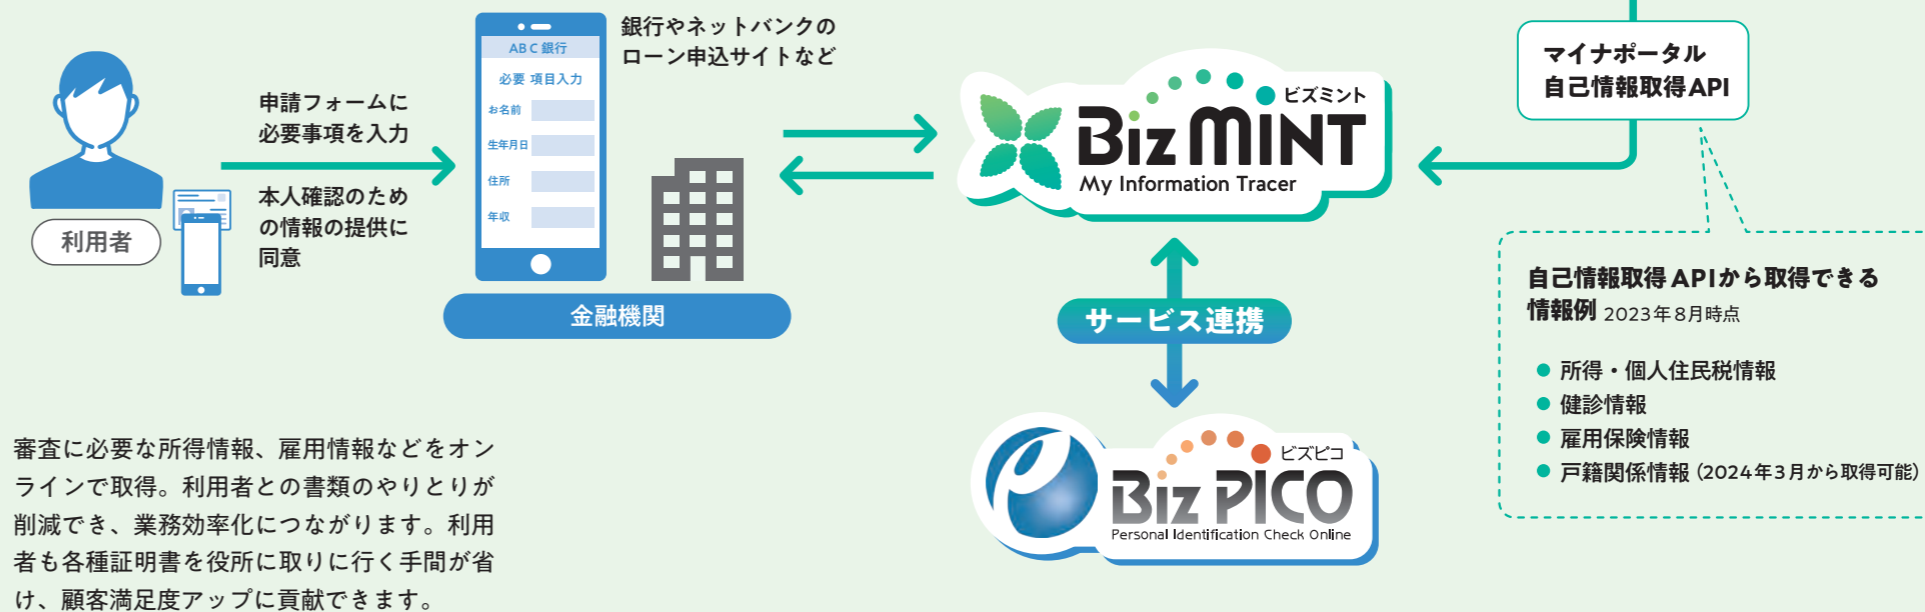 申請フォームに
必要事項を入力
本人確認のため
の情報の提供に
同意
利用者
ABC銀行
必要 項目入力
お名前
生年月日
住所
年収
金融機関
銀行やネットバンクの
ローン申込サイトなど
ビズミント
Biz MINT
My Information Tracer
サービス連携
ビズピコ
Biz PICO
Personal Identification Check Online
マイナポータル
自己情報取得API
自己情報取得APIから取得できる
情報例 2023年8月時点
● 所得・個人住民税情報
● 健診情報
● 雇用保険情報
● 戸籍関係情報（2024年3月から取得可能）
審査に必要な所得情報、雇用情報などをオン
ラインで取得。利用者との書類のやりとりが
削減でき、業務効率化につながります。利用
者も各種証明書を役所に取りに行く手間が省
け、顧客満足度アップに貢献できます。